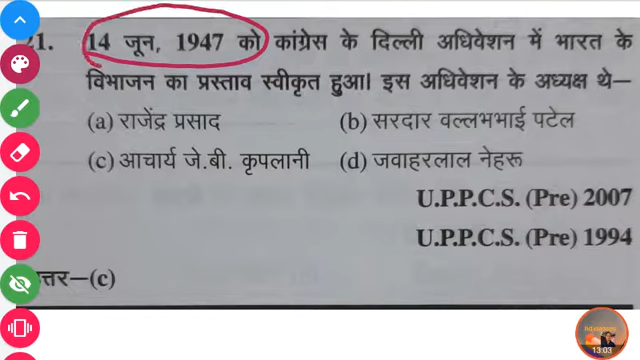 21. 14 जून, 1947 को कांग्रेस के दिल्ली अधिवेशन में भारत के
विभाजन का प्रस्ताव स्वीकृत हुआ। इस अधिवेशन के अध्यक्ष थे–
(a) राजेंद्र प्रसाद (b) सरदार वल्लभभाई पटेल
(c) आचार्य जे.बी. कृपलानी (d) जवाहरलाल नेहरू
U.P.P.C.S. (Pre) 2007
U.P.P.C.S. (Pre) 1994
उत्तर–(c)
13:03